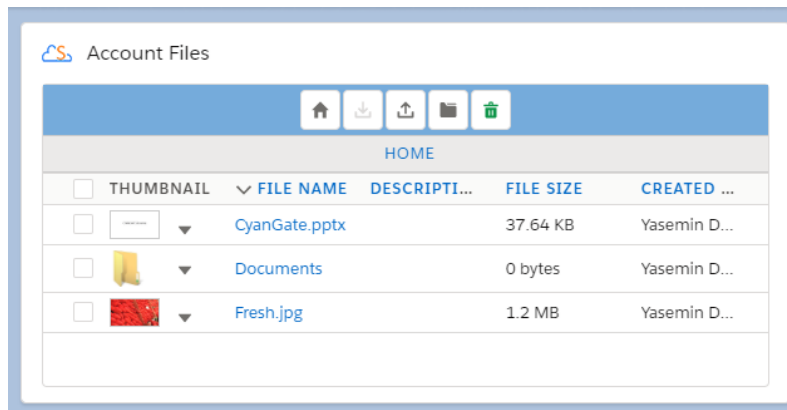 Account Files
HOME
THUMBNAIL FILE NAME DESCRIPTI... FILE SIZE CREATED ...
CyanGate.pptx 37.64 KB Yasemin D...
Documents 0 bytes Yasemin D...
Fresh.jpg 1.2 MB Yasemin D...